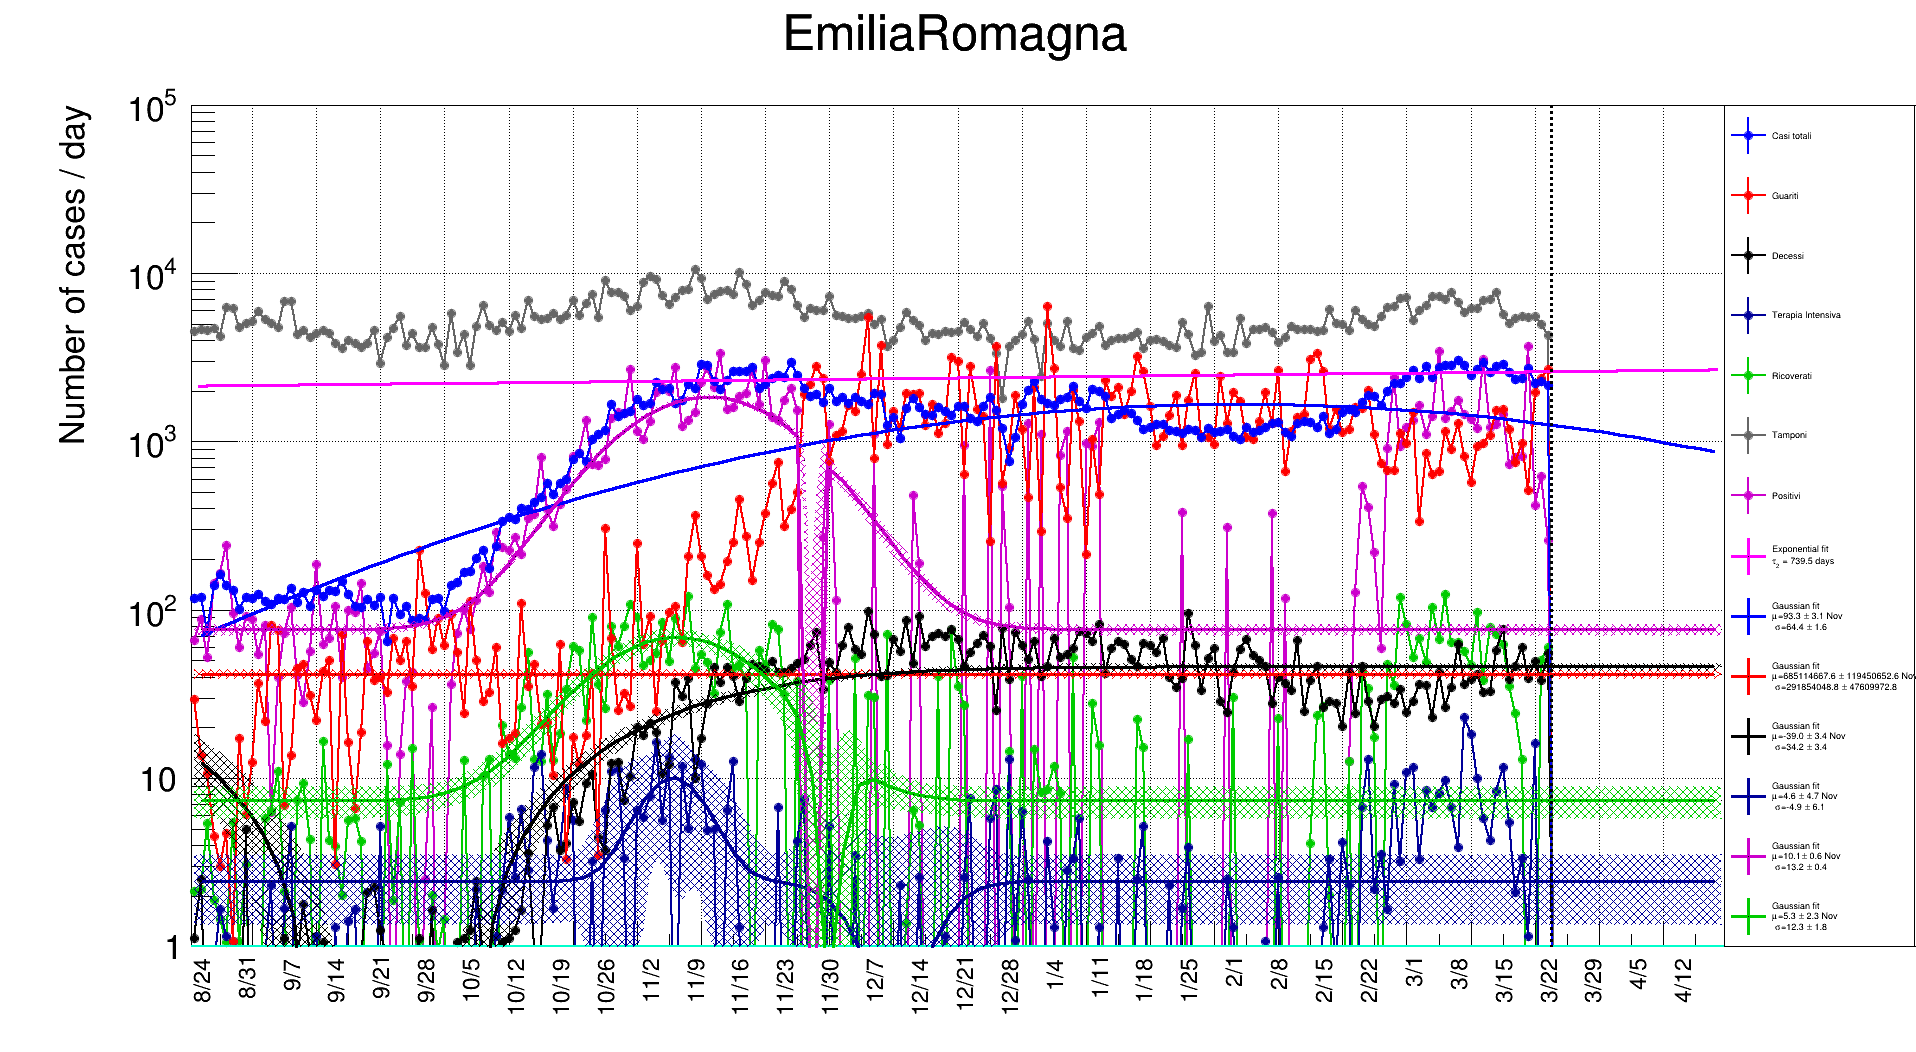 EmiliaRomagna
Number of cases / day
10^5
10^4
10^3
10^2
10
1
8/24
8/31
9/7
9/14
9/21
9/28
10/5
10/12
10/19
10/26
11/2
11/9
11/16
11/23
11/30
12/7
12/14
12/21
12/28
1/4
1/11
1/18
1/25
2/1
2/8
2/15
2/22
3/1
3/8
3/15
3/22
3/29
4/5
4/12
Casi totali
Guariti
Decessi
Terapia Intensiva
Ricoverati
Tamponi
Positivi
Exponential fit
τ₂ = 739.5 days
Gaussian fit
μ=93.3 ± 3.1 Nov
σ=64.4 ± 1.6
Gaussian fit
μ=685114667.6 ± 119450652.6 Nov
σ=291854048.8 ± 47609972.8
Gaussian fit
μ=-39.0 ± 3.4 Nov
σ=34.2 ± 3.4
Gaussian fit
μ=4.6 ± 4.7 Nov
σ=-4.9 ± 6.1
Gaussian fit
μ=10.1 ± 0.6 Nov
σ=13.2 ± 0.4
Gaussian fit
μ=5.3 ± 2.3 Nov
σ=12.3 ± 1.8